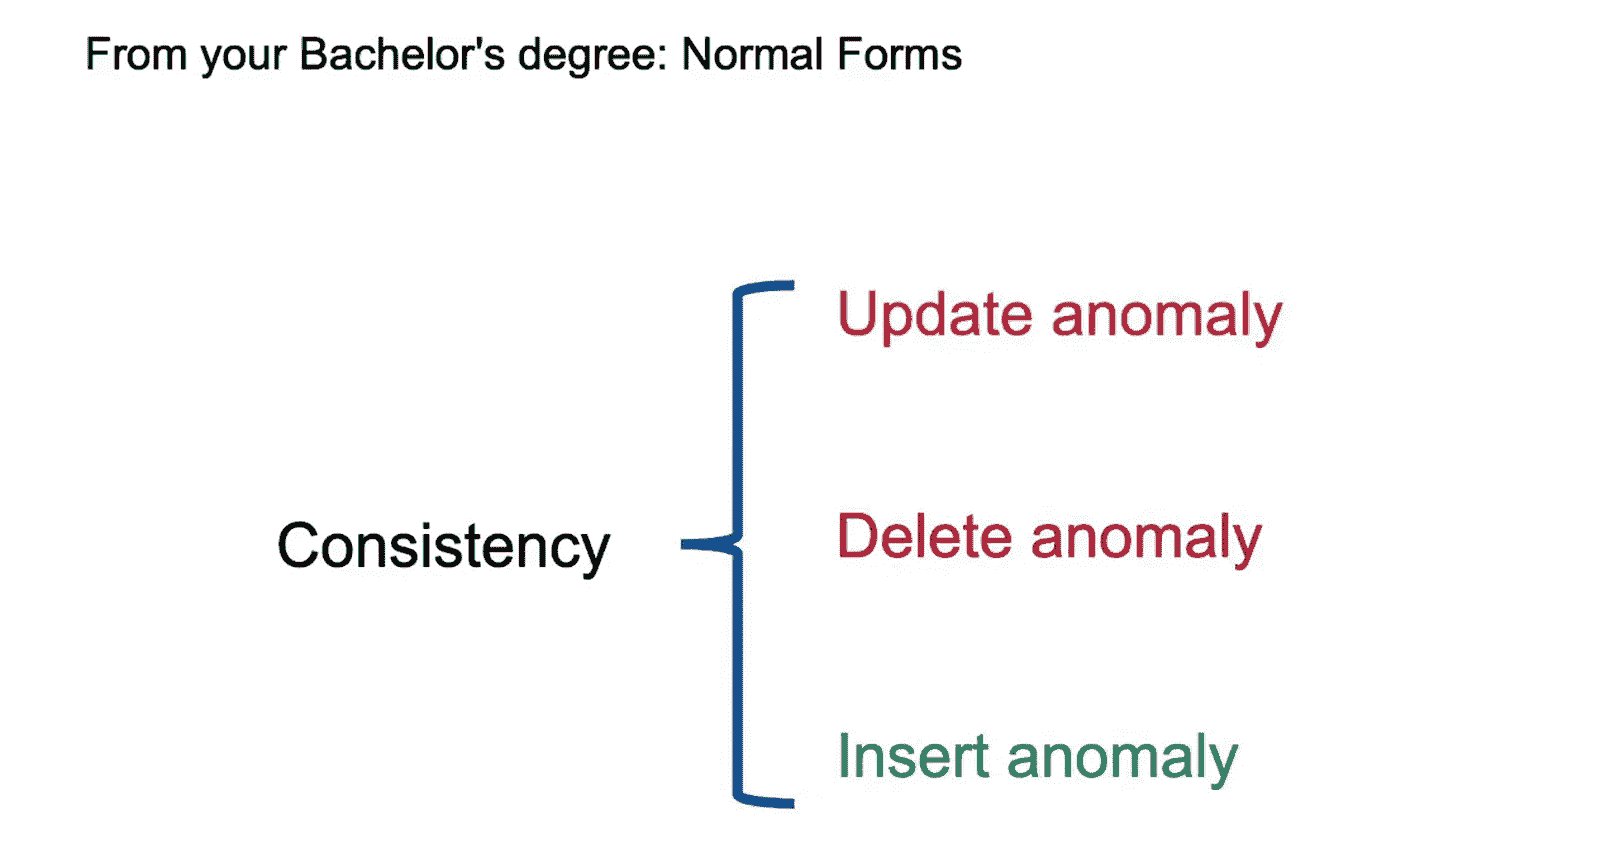 From your Bachelor's degree: Normal Forms
Update anomaly
Delete anomaly
Consistency
Insert anomaly